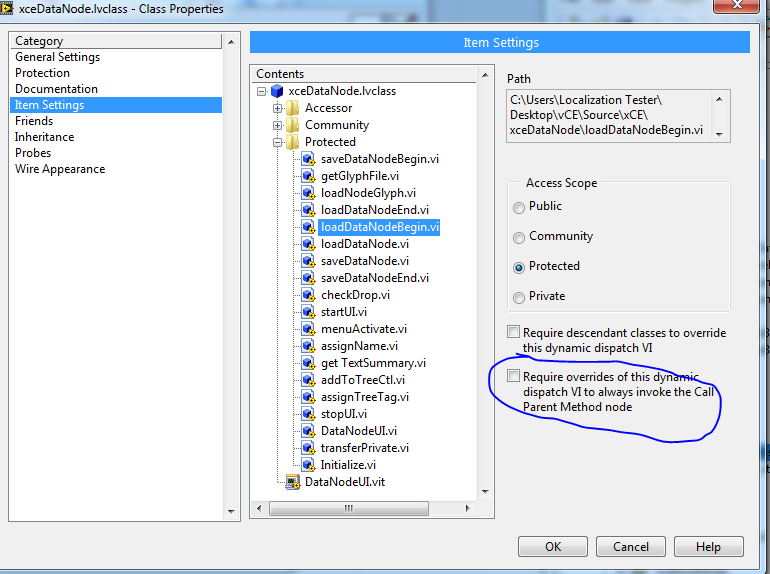 xceDataNode.lvclass - Class Properties
Category
General Settings
Protection
Documentation
Item Settings
Friends
Inheritance
Probes
Wire Appearance
Item Settings
Contents
xceDataNode.lvclass
Accessor
Community
Protected
saveDataNodeBegin.vi
getGlyphFile.vi
loadNodeGlyph.vi
loadDataNodeEnd.vi
loadDataNodeBegin.vi
loadDataNode.vi
saveDataNode.vi
saveDataNodeEnd.vi
checkDrop.vi
startUI.vi
menuActivate.vi
assignName.vi
get TextSummary.vi
addToTreeCtl.vi
assignTreeTag.vi
stopUI.vi
DataNodeUI.vi
transferPrivate.vi
Initialize.vi
DataNodeUI.vit
Path
C:\Users\Localization Tester\
Desktop\vCE\Source\xCE\
xceDataNode\loadDataNodeBegin.vi
Access Scope
Public
Community
Protected
Private
Require descendant classes to override
this dynamic dispatch VI
Require overrides of this dynamic
dispatch VI to always invoke the Call
Parent Method node
OK
Cancel
Help